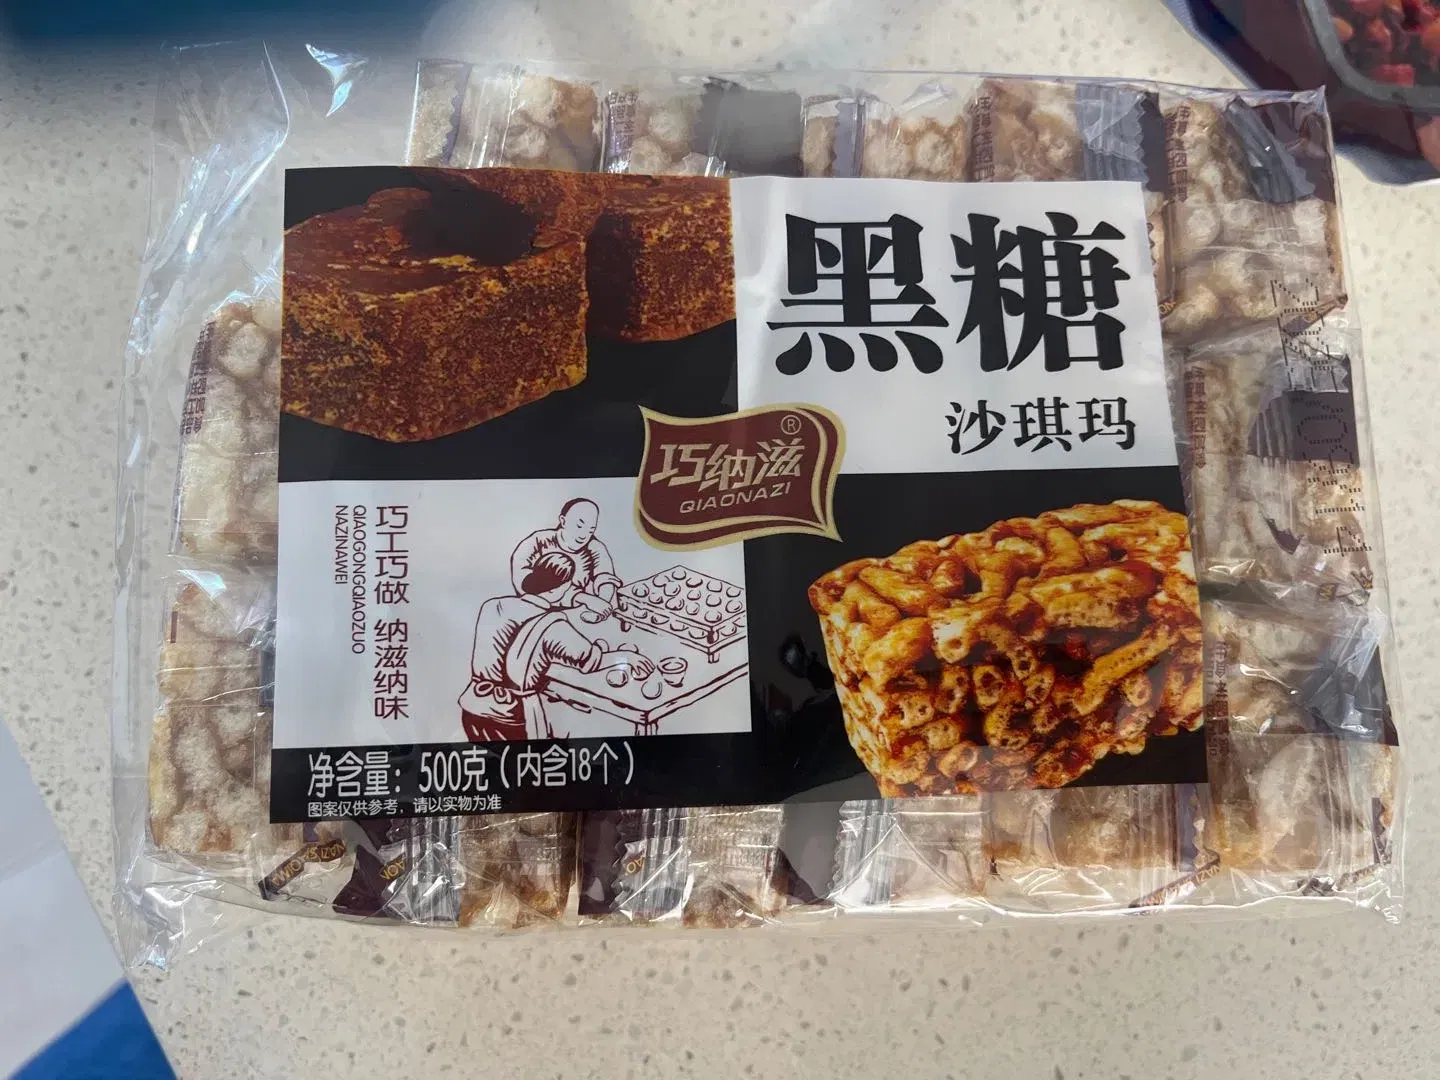 黑糖
沙琪玛
巧纳滋®
QIAONAZI
巧工巧做 纳滋纳味
QIAOGONGQIAOZUO
NAZINAWEI
净含量：500克（内含18个）
图案仅供参考，请以实物为准